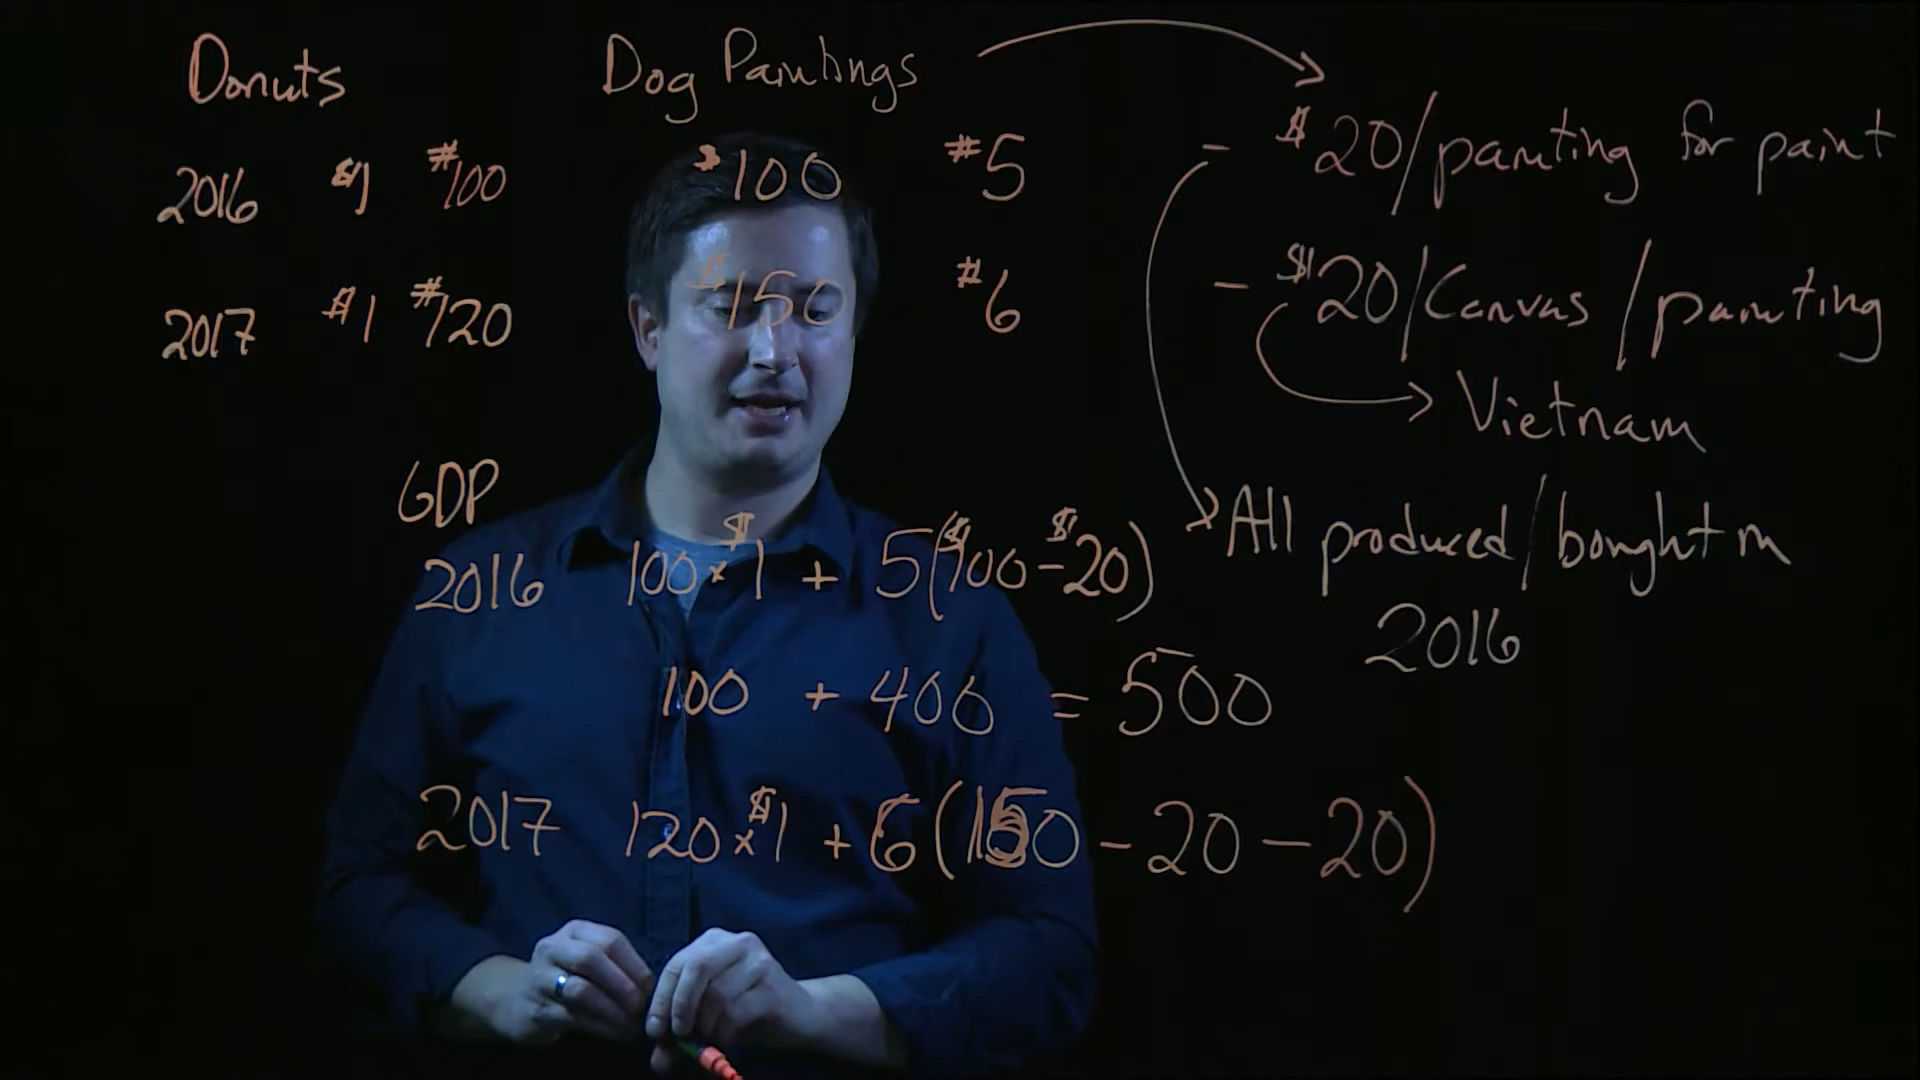 Donuts Dog Paintings
2016 $1 #100 $100 #5
2017 $1 #120 $150 #6
- $20/painting for paint
- $20/Canvas/painting
Vietnam
All produced/bought in
2016
GDP
2016 100 × $1 + 5($100 - $20)
100 + 400 = 500
2017 120 × $1 + 6(150 - 20 - 20)